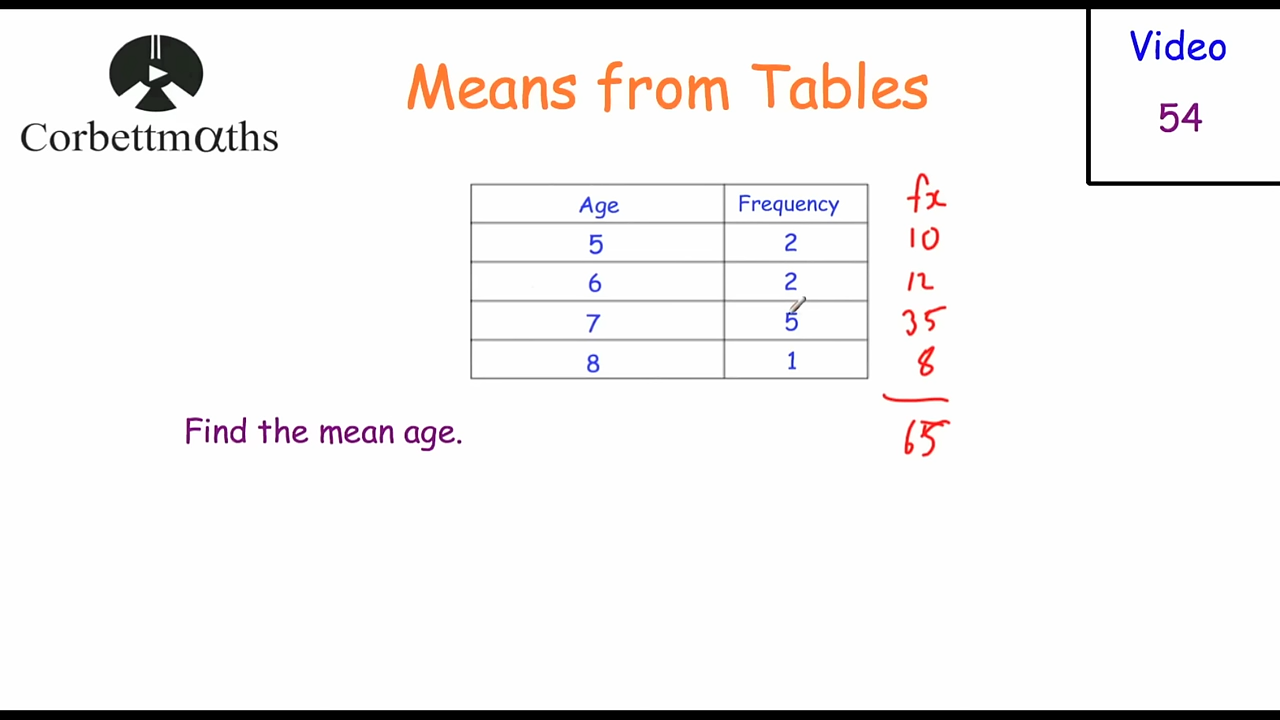 Corbettmαths
Means from Tables
Video
54
Age Frequency fx
5 2 10
6 2 12
7 5 35
8 1 8
65
Find the mean age.